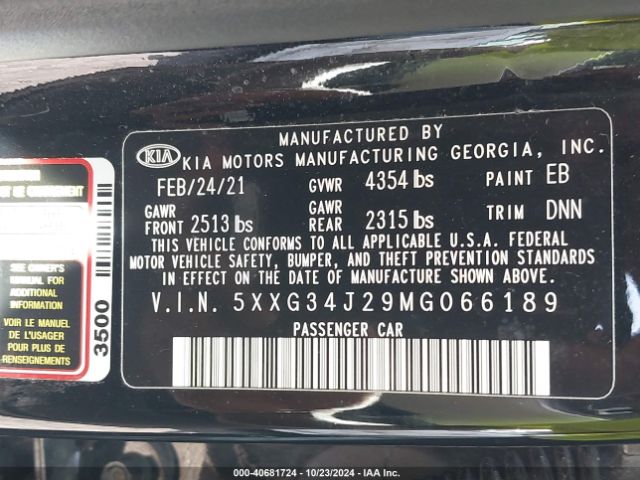 MANUFACTURED BY
KIA KIA MOTORS MANUFACTURING GEORGIA, INC.
FEB/24/21 GVWR 4354 lbs PAINT EB
GAWR FRONT 2513 lbs GAWR REAR 2315 lbs TRIM DNN
THIS VEHICLE CONFORMS TO ALL APPLICABLE U.S.A. FEDERAL
MOTOR VEHICLE SAFETY, BUMPER, AND THEFT PREVENTION STANDARDS
IN EFFECT ON THE DATE OF MANUFACTURE SHOWN ABOVE.
V.I.N. 5XXG34J29MG066189
PASSENGER CAR
SEE OWNER'S
MANUAL FOR
ADDITIONAL
INFORMATION
VOIR LE MANUEL
DE L'USAGER
POUR PLUS DE
RENSEIGNEMENTS
3500
000-40681724 | 10/23/2024 | IAA Inc.